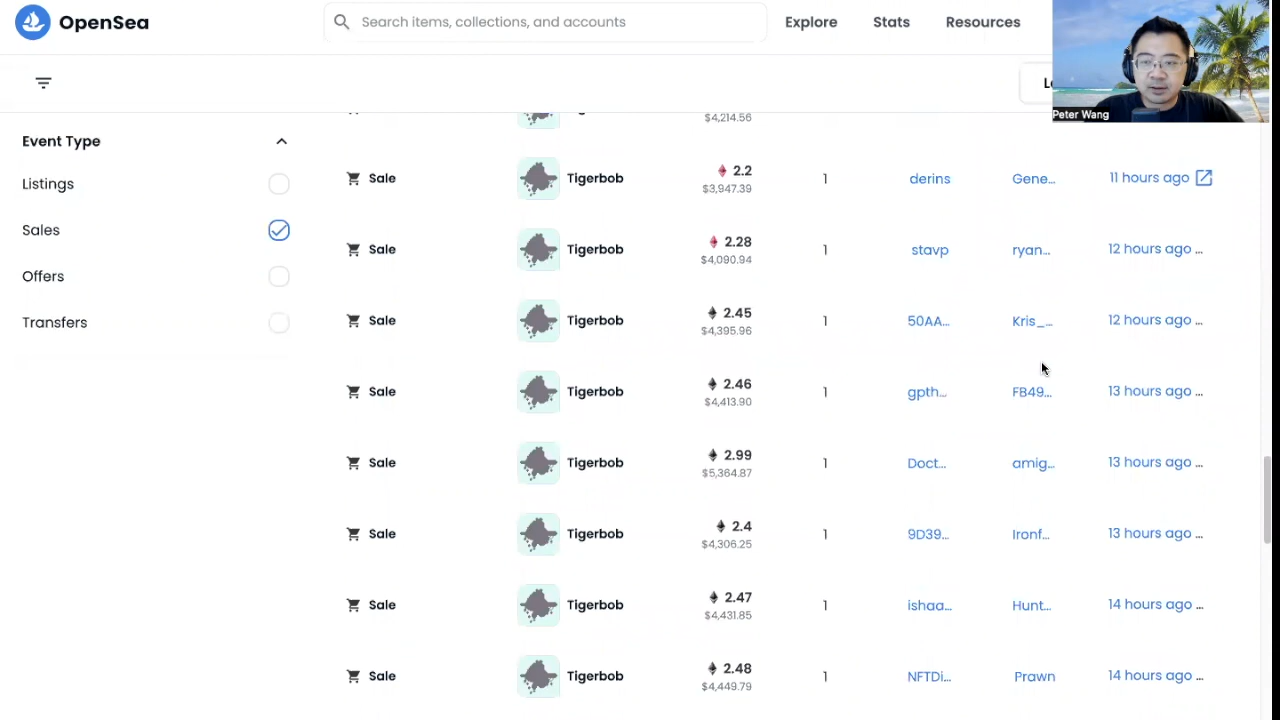 OpenSea
Search items, collections, and accounts
Explore
Stats
Resources
Peter Wang
Event Type
Listings
Sales
Offers
Transfers
$4,214.56
Sale Tigerbob 2.2 1 derins Gene... 11 hours ago
$3,947.39
Sale Tigerbob 2.28 1 stavp ryan... 12 hours ago ...
$4,090.94
Sale Tigerbob 2.45 1 50AA... Kris_... 12 hours ago ...
$4,395.96
Sale Tigerbob 2.46 1 gpth... FB49... 13 hours ago ...
$4,413.90
Sale Tigerbob 2.99 1 Doct... amig... 13 hours ago ...
$5,364.87
Sale Tigerbob 2.4 1 9D39... Ironf... 13 hours ago ...
$4,306.25
Sale Tigerbob 2.47 1 ishaa... Hunt... 14 hours ago ...
$4,431.85
Sale Tigerbob 2.48 1 NFTDi... Prawn 14 hours ago ...
$4,449.79